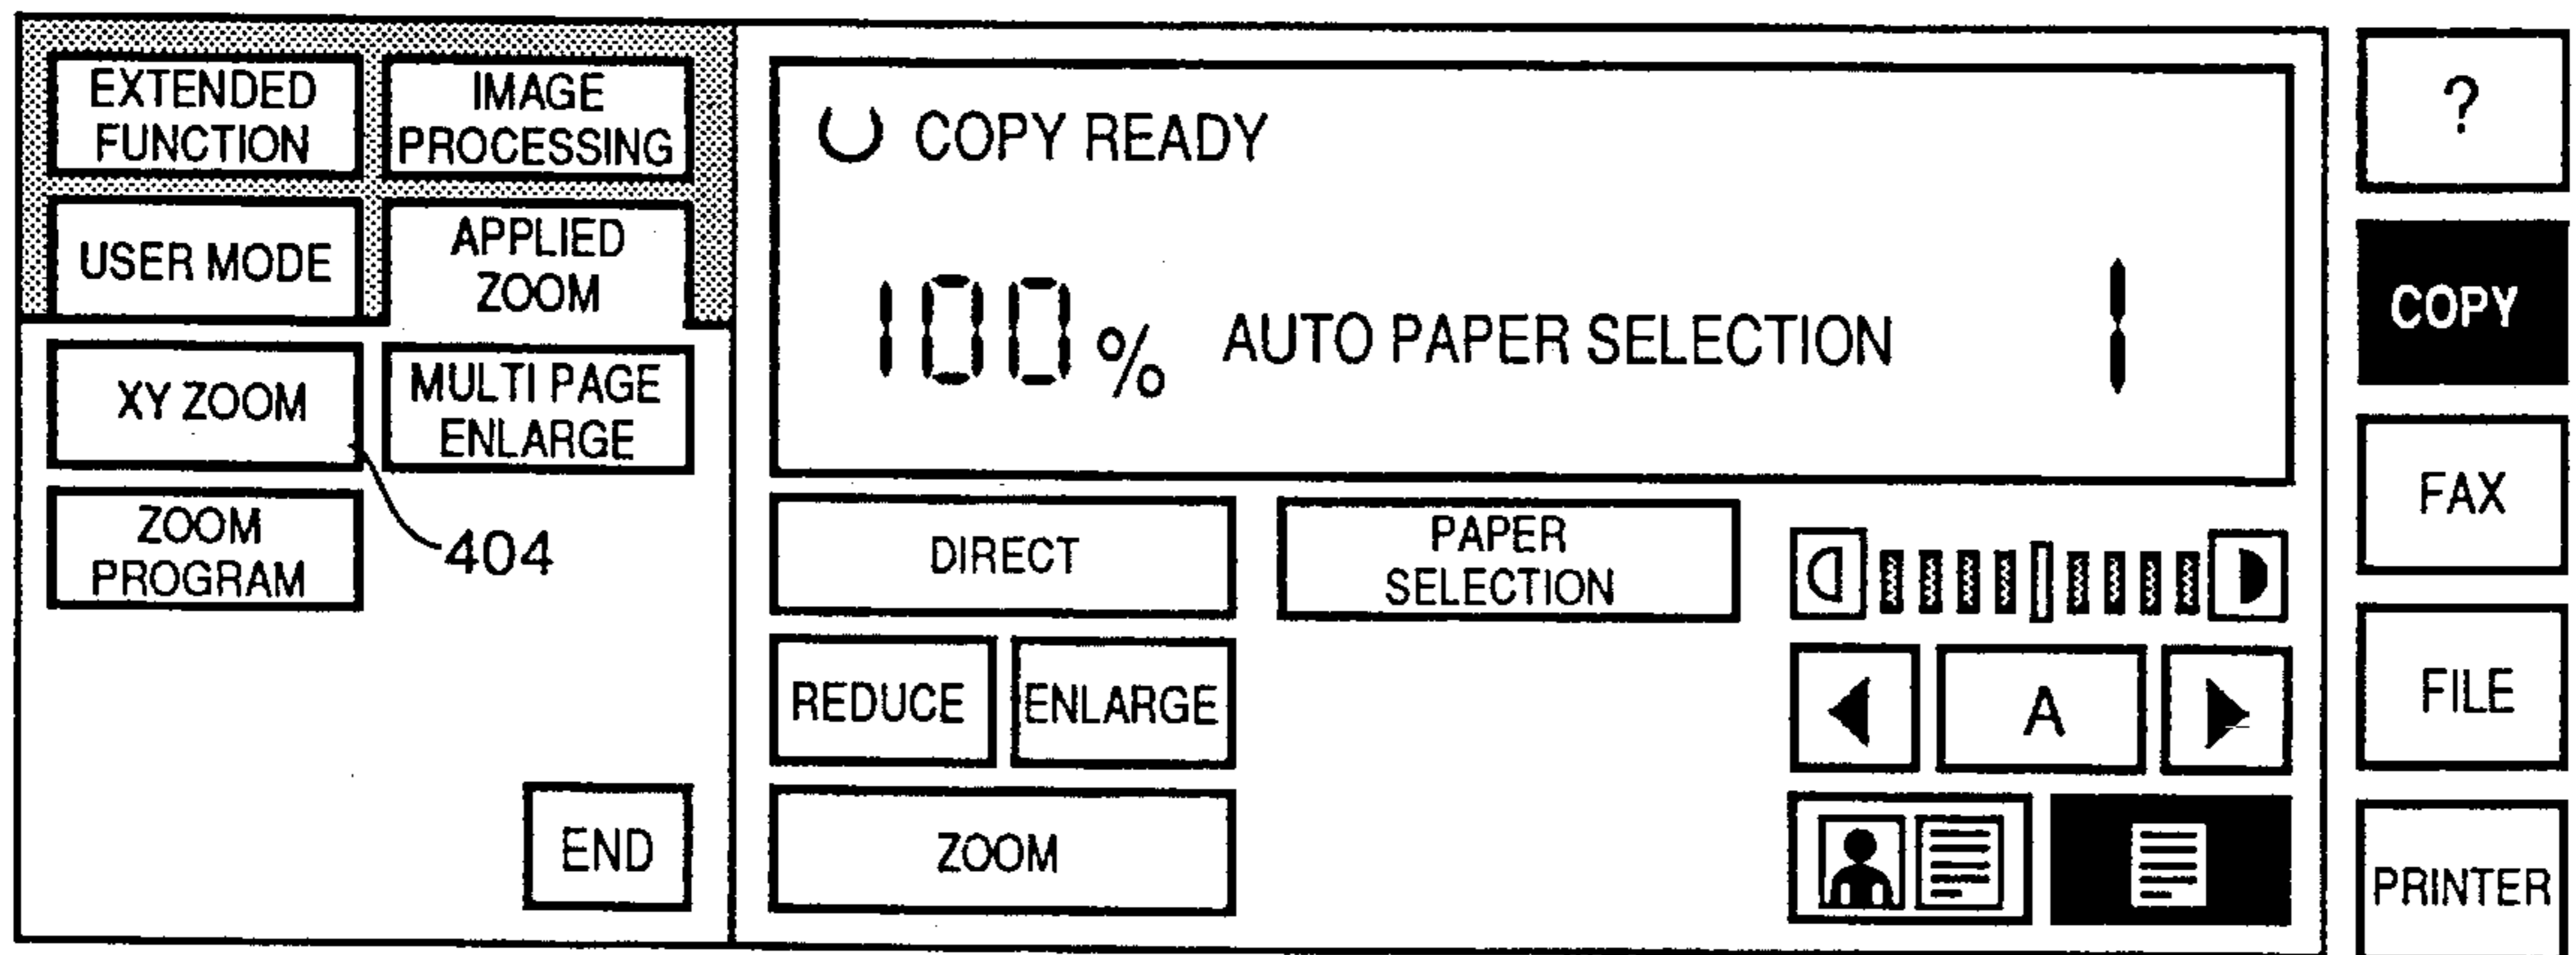 EXTENDED
FUNCTION
IMAGE
PROCESSING
USER MODE
APPLIED
ZOOM
XY ZOOM
MULTI PAGE
ENLARGE
ZOOM
PROGRAM
404
END
COPY READY
100% AUTO PAPER SELECTION 1
DIRECT
PAPER
SELECTION
REDUCE
ENLARGE
A
ZOOM
?
COPY
FAX
FILE
PRINTER